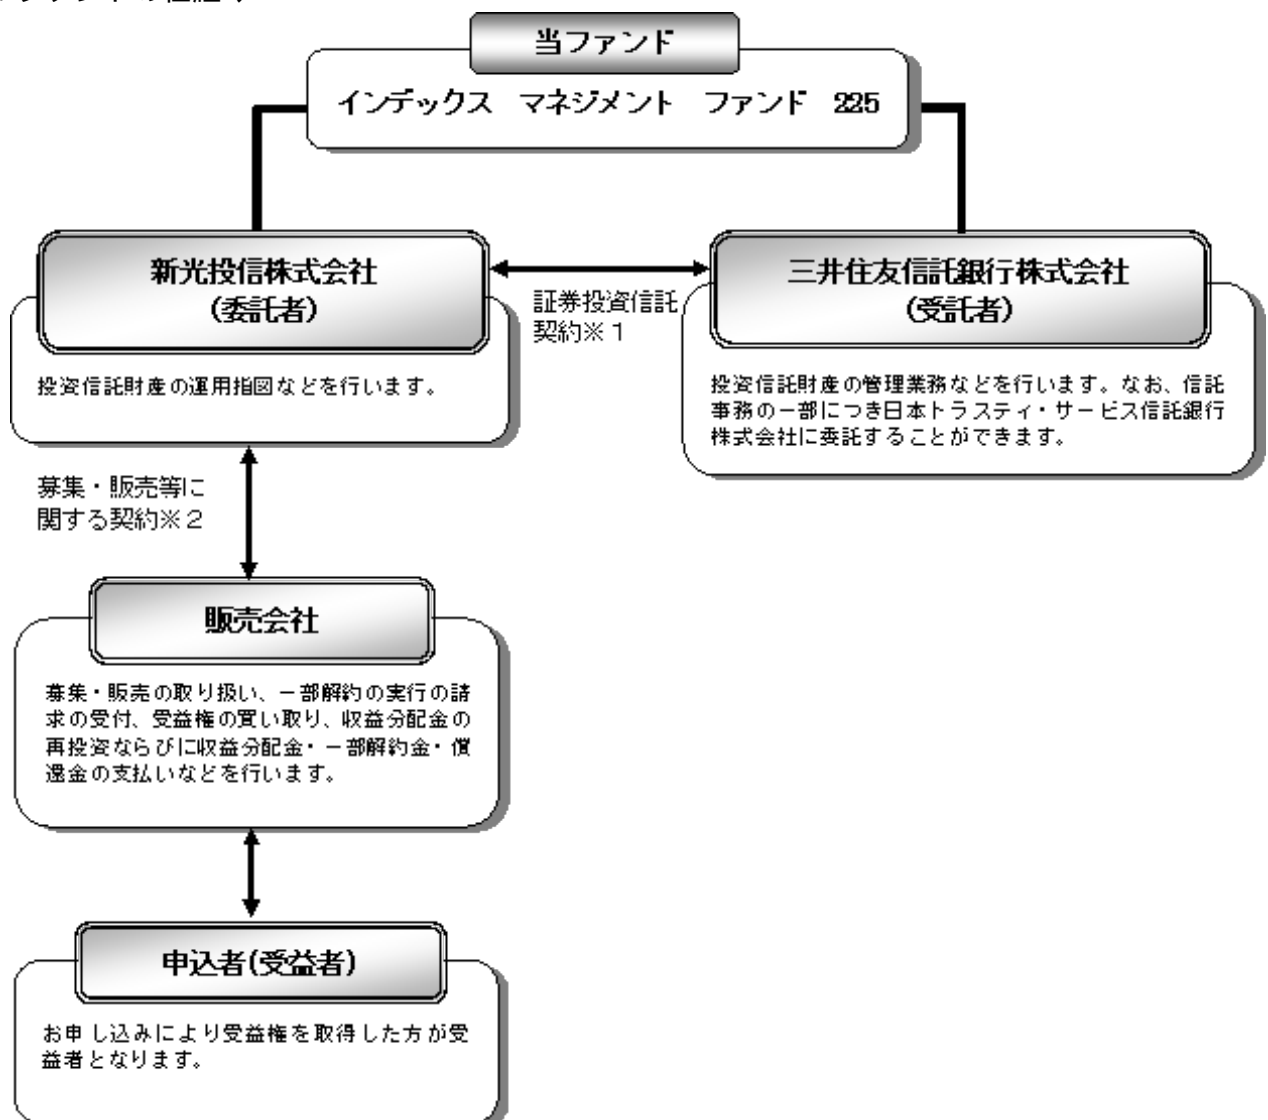 当ファンド
インデックス マネジメント ファンド 225
新光投信株式会社
(委託者)
投資信託財産の運用指図などを行います。
証券投資信託
契約※1
三井住友信託銀行株式会社
(受託者)
投資信託財産の管理業務などを行います。なお、信託
事務の一部につき日本トラスティ・サービス信託銀行
株式会社に委託することができます。
募集・販売等に
関する契約※2
販売会社
募集・販売の取り扱い、一部解約の実行の請
求の受付、受益権の買い取り、収益分配金の
再投資ならびに収益分配金・一部解約金・償
還金の支払いなどを行います。
申込者(受益者)
お申し込みにより受益権を取得した方が受
益者となります。